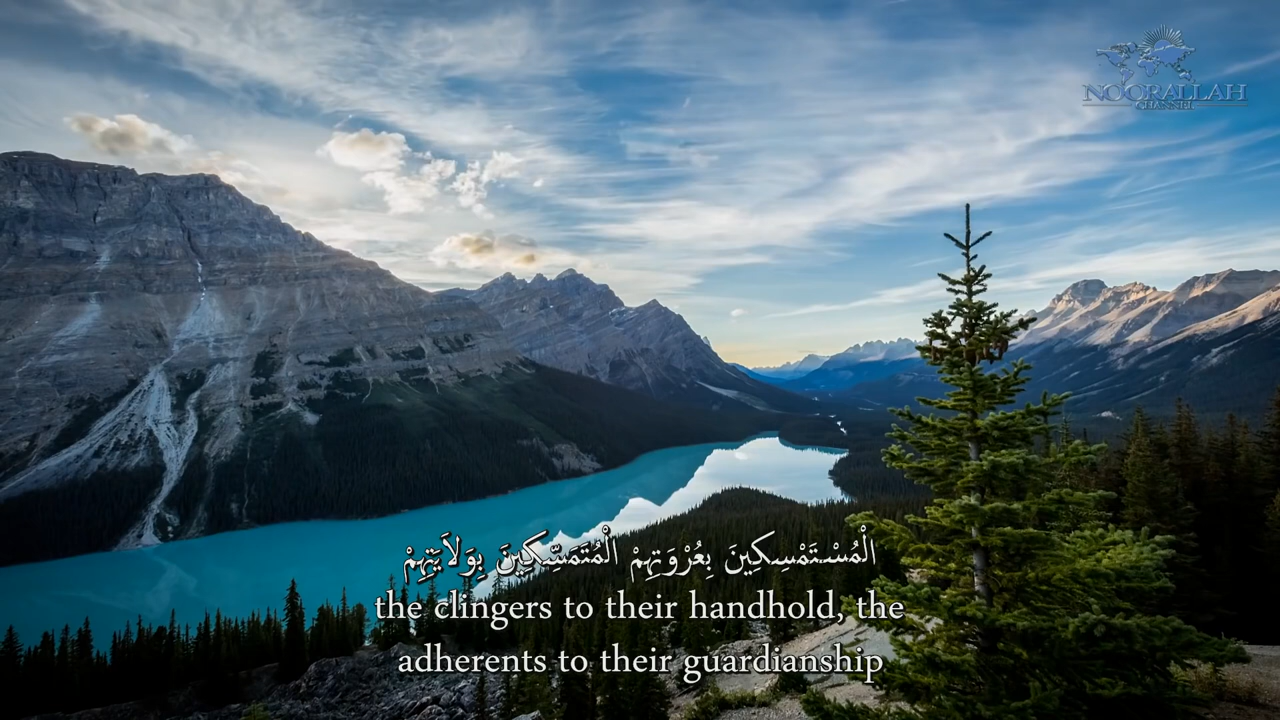 NOORALLAH
CHANNEL
الْمُسْتَمْسِكِينَ بِعُرْوَتِهِمْ الْمُتَمَسِّكِينَ بِوَلاَيَتِهِمْ
the clingers to their handhold, the
adherents to their guardianship